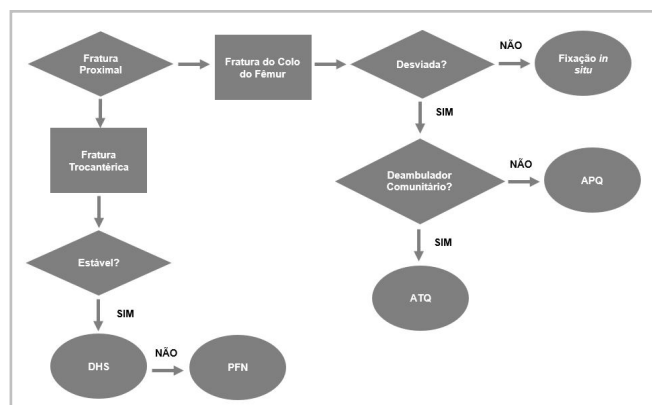 Fratura
Proximal
Fratura do Colo
do Fêmur
Desviada?
NÃO
Fixação in
situ
SIM
Fratura
Trocantérica
Deambulador
Comunitário?
NÃO
APQ
SIM
Estável?
ATQ
SIM
DHS
NÃO
PFN